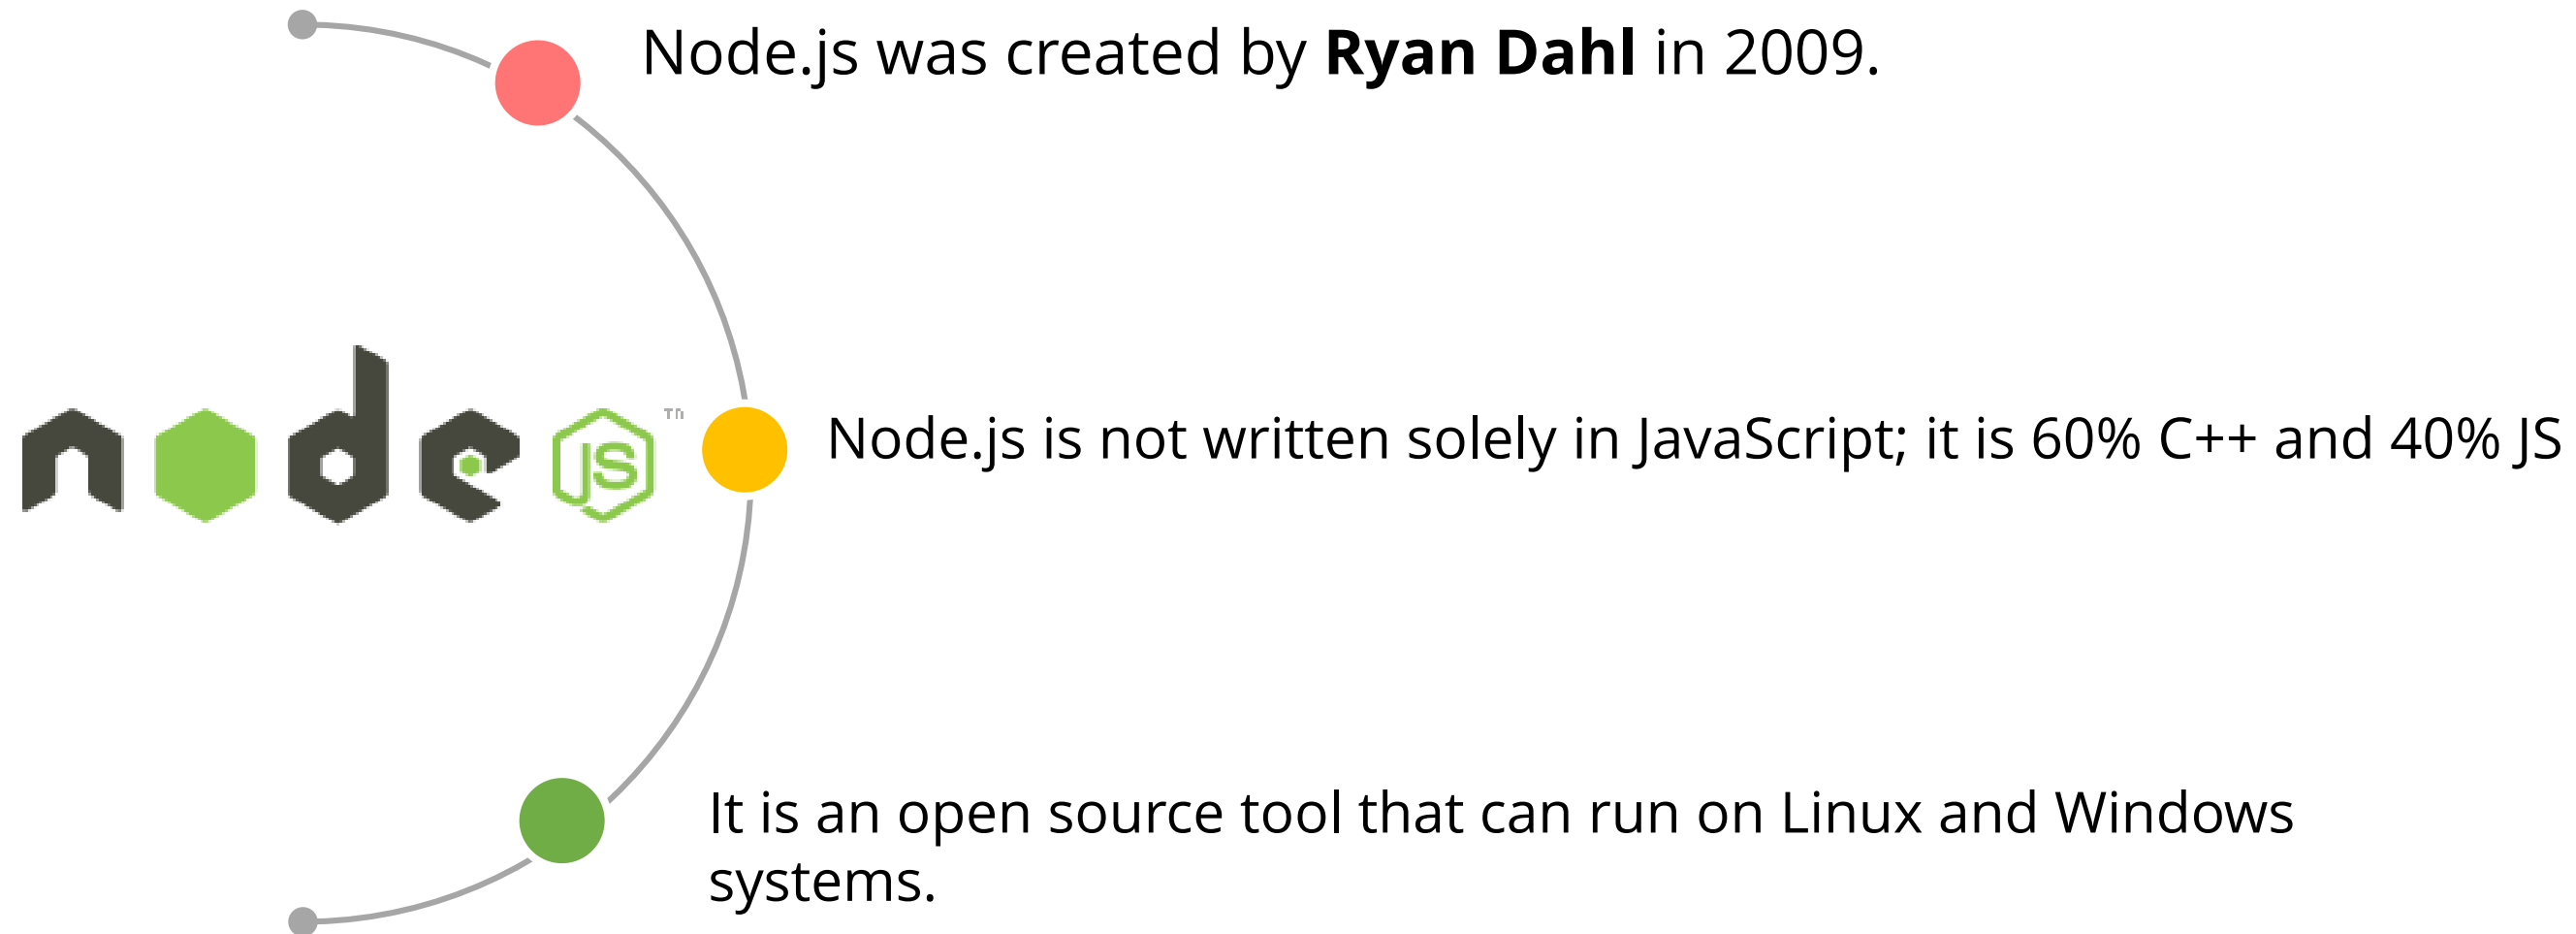 Node.js was created by Ryan Dahl in 2009.
node JS ™
Node.js is not written solely in JavaScript; it is 60% C++ and 40% JS
It is an open source tool that can run on Linux and Windows
systems.